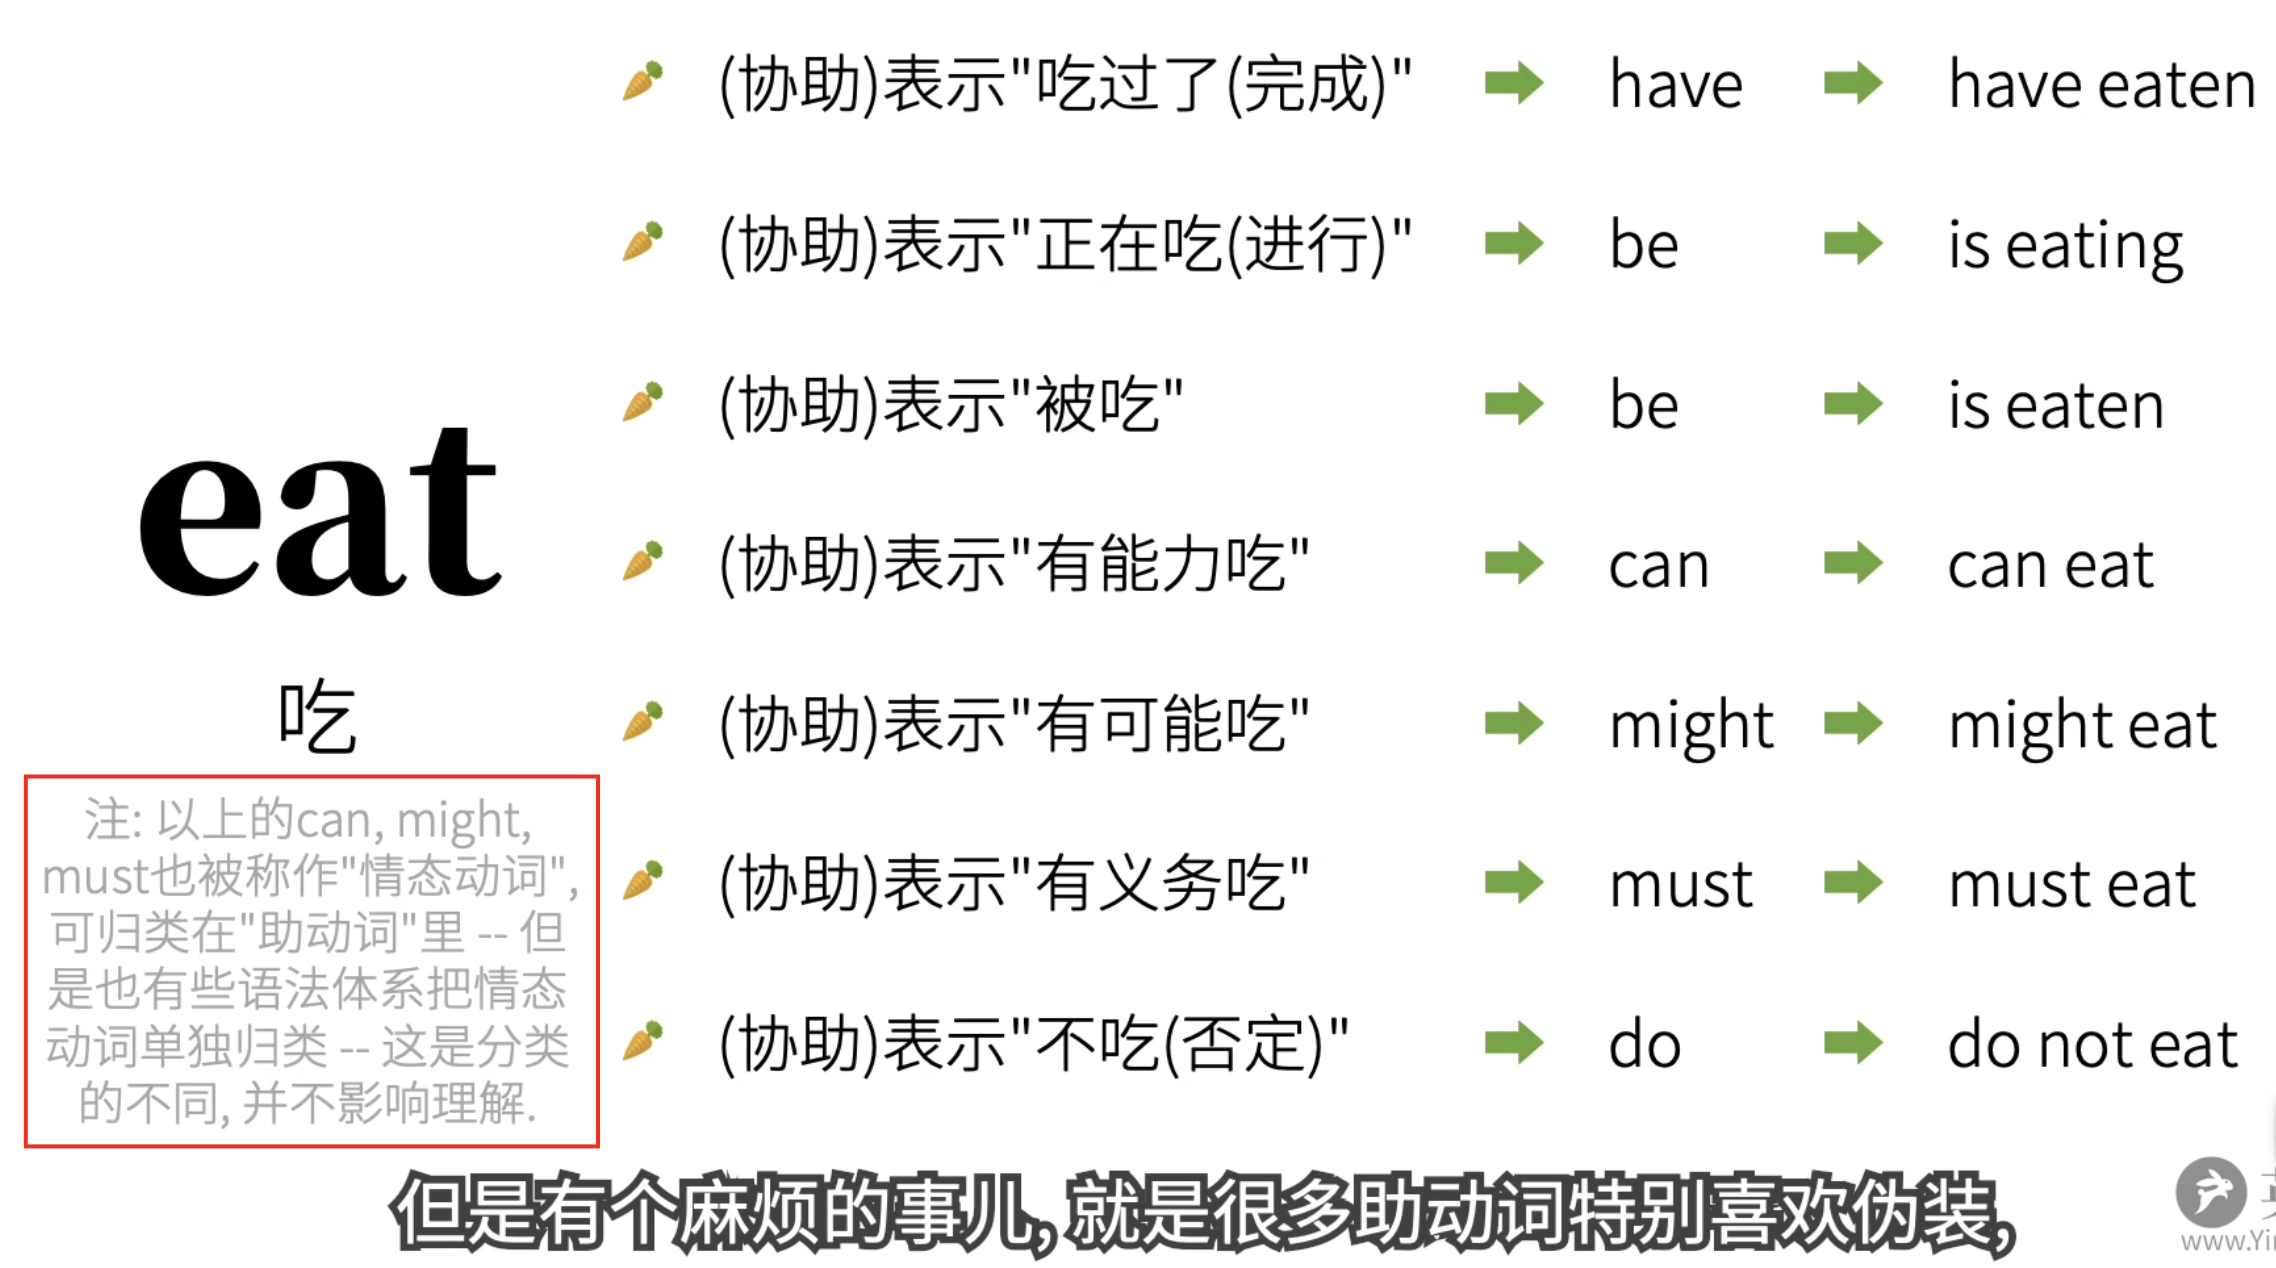 (协助)表示"吃过了(完成)" have have eaten
(协助)表示"正在吃(进行)" be is eating
(协助)表示"被吃" be is eaten
(协助)表示"有能力吃" can can eat
(协助)表示"有可能吃" might might eat
(协助)表示"有义务吃" must must eat
(协助)表示"不吃(否定)" do do not eat
eat
吃
注: 以上的can, might,
must也被称作"情态动词",
可归类在"助动词"里 -- 但
是也有些语法体系把情态
动词单独归类 -- 这是分类
的不同, 并不影响理解.
但是有个麻烦的事儿, 就是很多助动词特别喜欢伪装,